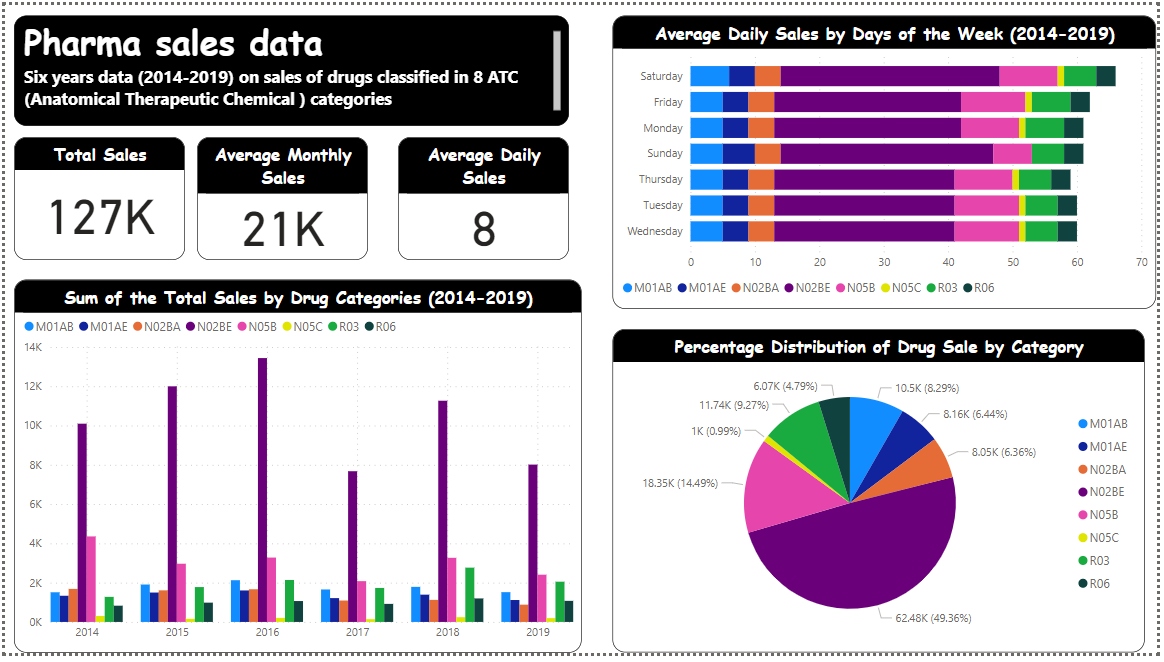 Pharma sales data
Six years data (2014-2019) on sales of drugs classified in 8 ATC
(Anatomical Therapeutic Chemical ) categories
Total Sales
127K
Average Monthly
Sales
21K
Average Daily
Sales
8
Sum of the Total Sales by Drug Categories (2014-2019)
M01AB M01AE N02BA N02BE N05B N05C R03 R06
14K
12K
10K
8K
6K
4K
2K
0K
2014 2015 2016 2017 2018 2019
Average Daily Sales by Days of the Week (2014-2019)
Saturday
Friday
Monday
Sunday
Thursday
Tuesday
Wednesday
0 10 20 30 40 50 60 70
M01AB M01AE N02BA N02BE N05B N05C R03 R06
Percentage Distribution of Drug Sale by Category
6.07K (4.79%)
10.5K (8.29%)
11.74K (9.27%)
8.16K (6.44%)
1K (0.99%)
8.05K (6.36%)
18.35K (14.49%)
62.48K (49.36%)
M01AB
M01AE
N02BA
N02BE
N05B
N05C
R03
R06